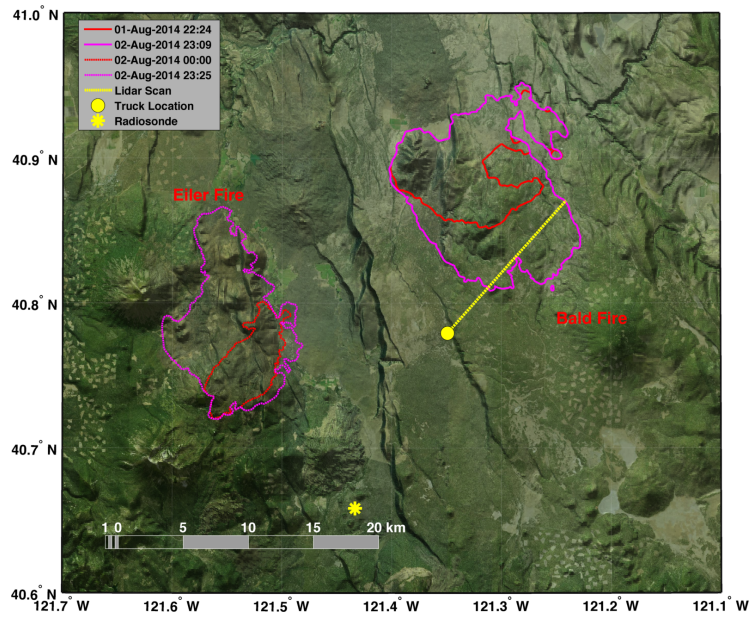 41.0° N
01-Aug-2014 22:24
02-Aug-2014 23:09
02-Aug-2014 00:00
02-Aug-2014 23:25
Lidar Scan
Truck Location
Radiosonde
40.9° N
Eller Fire
40.8° N
Bald Fire
40.7° N
1 0 5 10 15 20 km
40.6° N
121.7° W 121.6° W 121.5° W 121.4° W 121.3° W 121.2° W 121.1° W